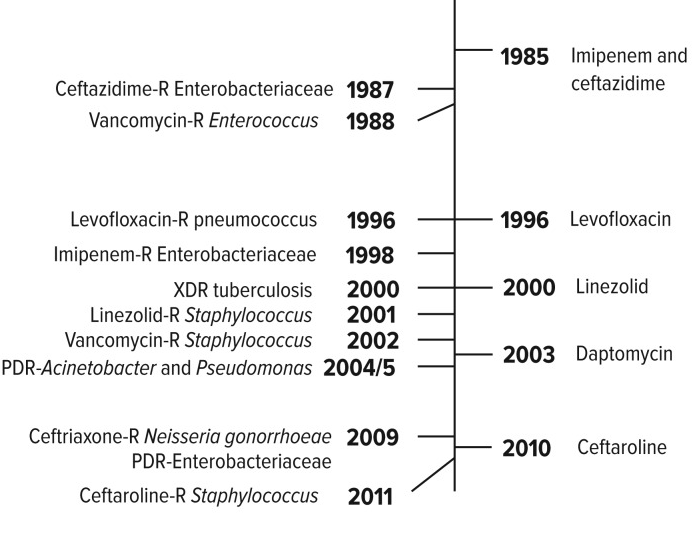 1985 Imipenem and
ceftazidime
Ceftazidime-R Enterobacteriaceae 1987
Vancomycin-R Enterococcus 1988
Levofloxacin-R pneumococcus 1996 1996 Levofloxacin
Imipenem-R Enterobacteriaceae 1998
XDR tuberculosis 2000 2000 Linezolid
Linezolid-R Staphylococcus 2001
Vancomycin-R Staphylococcus 2002
2003 Daptomycin
PDR-Acinetobacter and Pseudomonas 2004/5
Ceftriaxone-R Neisseria gonorrhoeae 2009
2010 Ceftaroline
PDR-Enterobacteriaceae
Ceftaroline-R Staphylococcus 2011